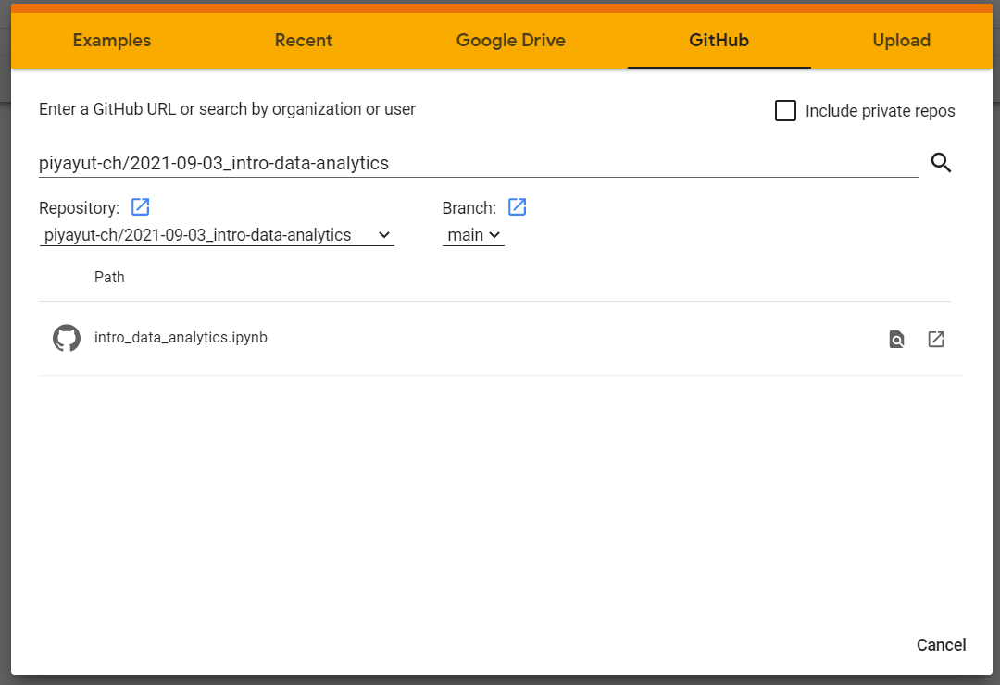 Examples Recent Google Drive GitHub Upload
Enter a GitHub URL or search by organization or user Include private repos
piyayut-ch/2021-09-03_intro-data-analytics
Repository: Branch:
piyayut-ch/2021-09-03_intro-data-analytics main
Path
intro_data_analytics.ipynb
Cancel